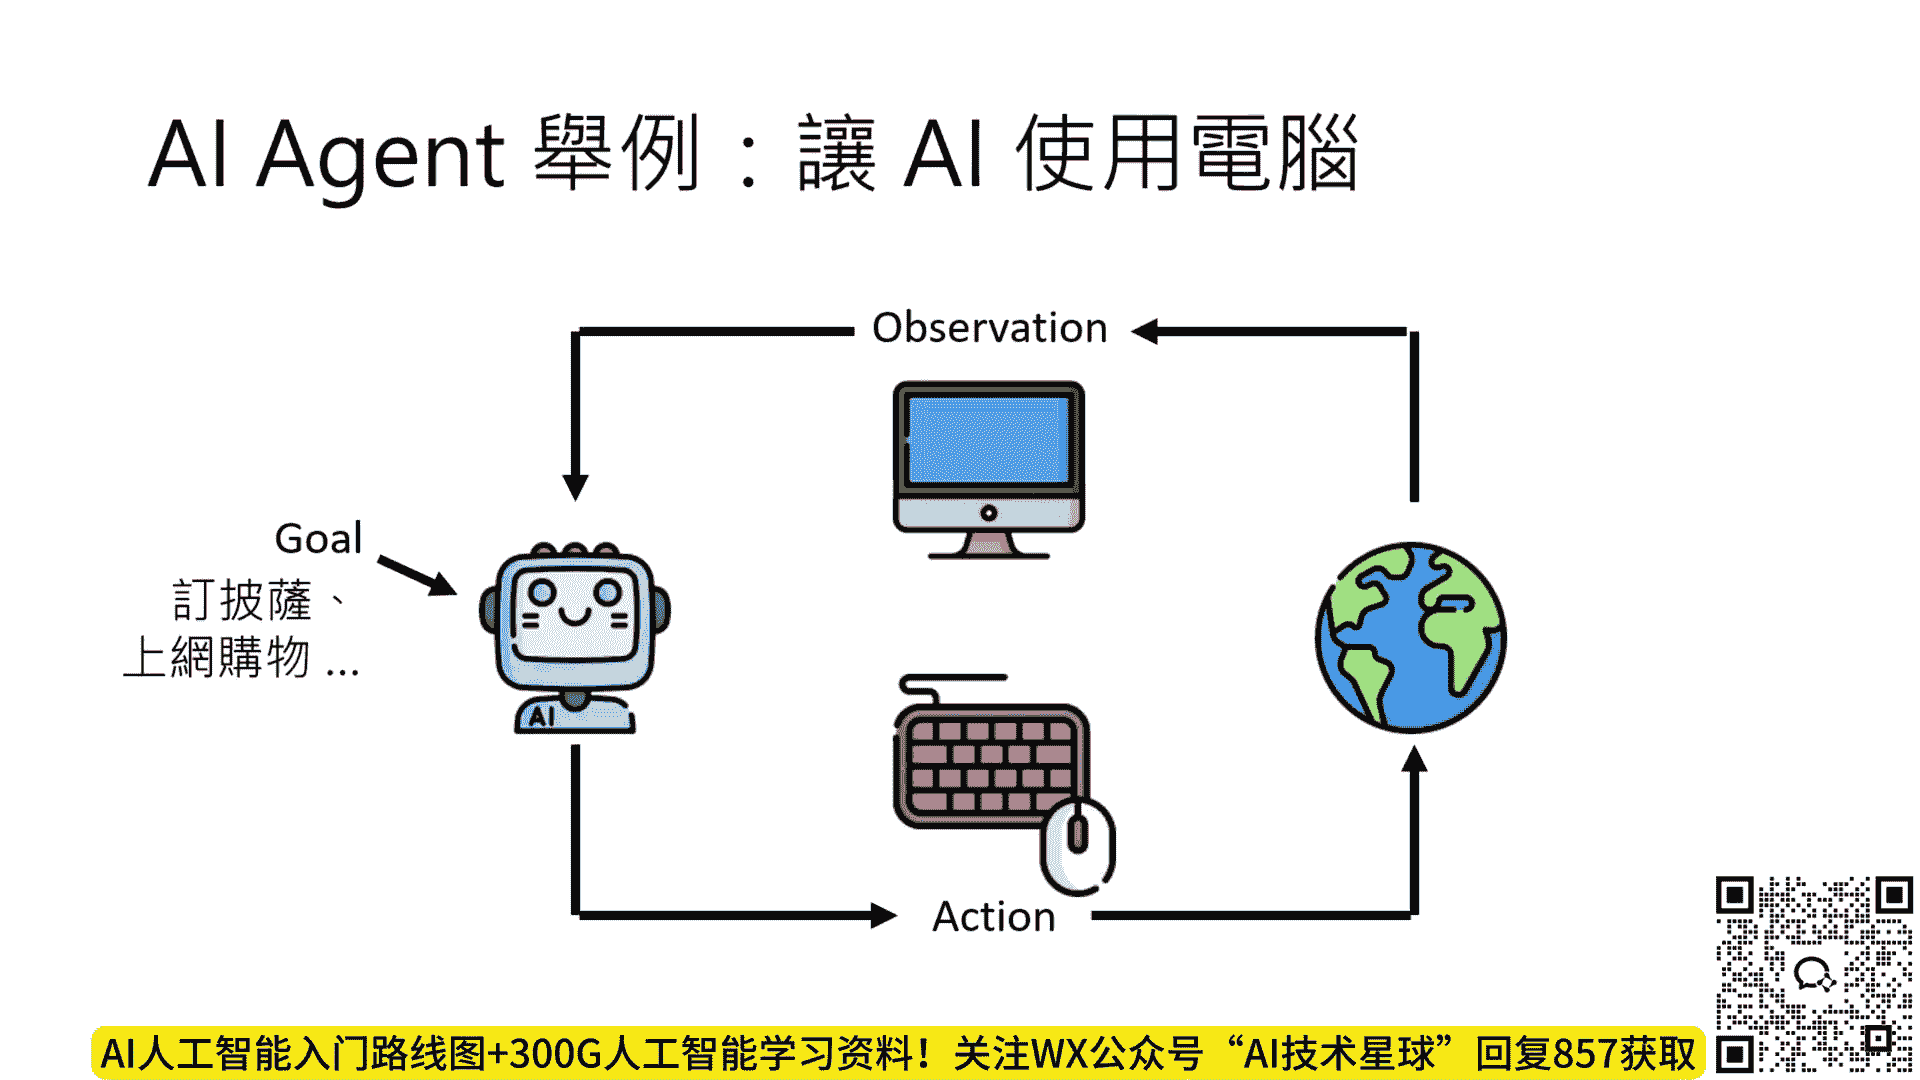 AI Agent 舉例：讓 AI 使用電腦
Observation
Goal
訂披薩、
上網購物 ...
AI
Action
AI人工智能入门路线图+300G人工智能学习资料！关注WX公众号“AI技术星球”回复857获取